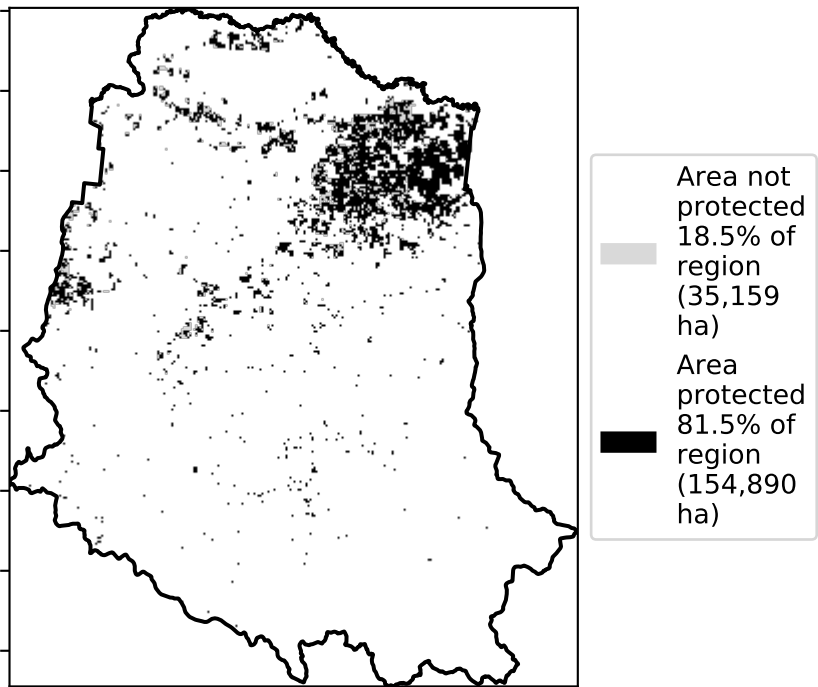 Area not
protected
18.5% of
region
(35,159
ha)
Area
protected
81.5% of
region
(154,890
ha)